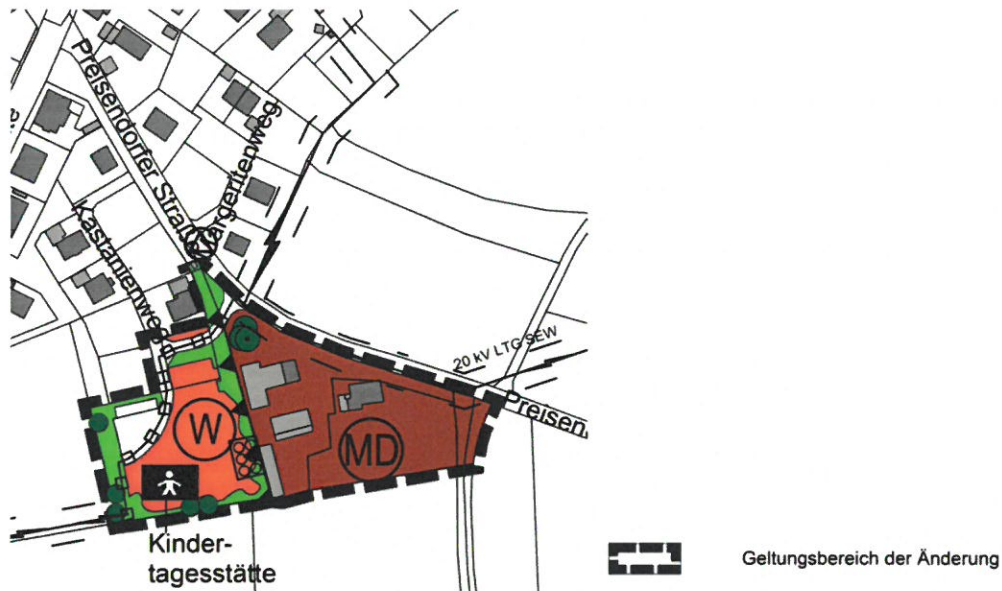 Preisendorfer Straße
Margeritenweg
Kastanienweg
20 kV LTG SEW
Preisen
W
MD
Kinder-
tagesstätte
Geltungsbereich der Änderung